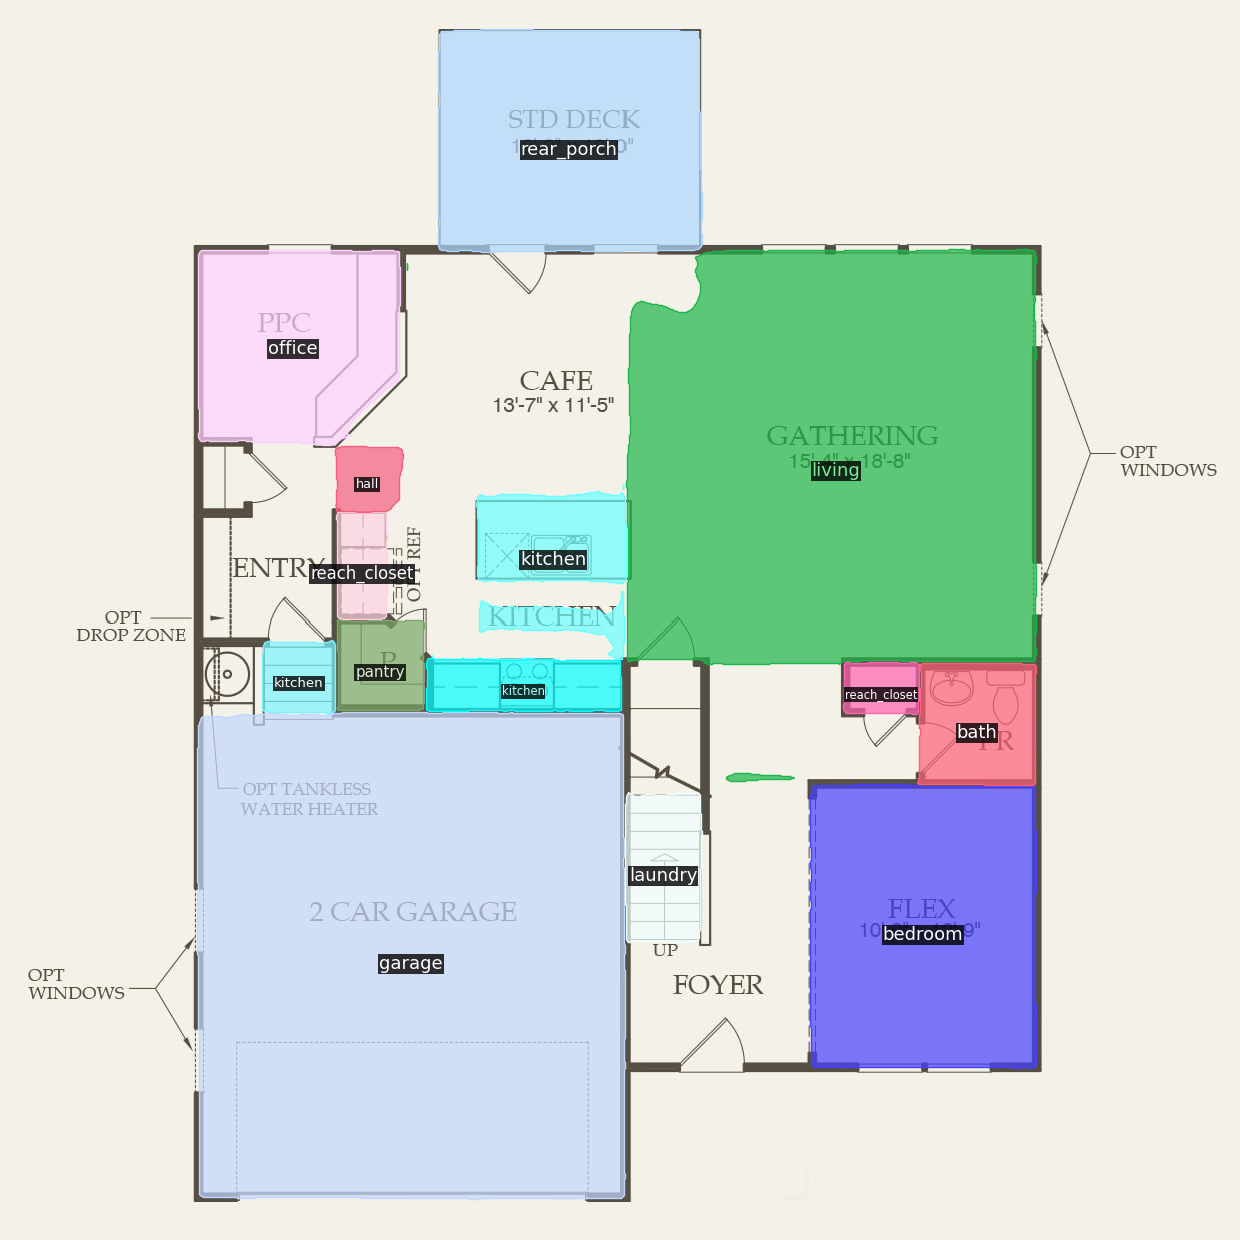 STD DECK
rear_porch
PPC
office
CAFE
13'-7" x 11'-5"
GATHERING
15'-4" x 18'-8"
living
OPT
WINDOWS
hall
kitchen
OPT REF
ENTRY
reach_closet
KITCHEN
OPT
DROP ZONE
P
pantry
kitchen
kitchen
reach_closet
bath
PR
OPT TANKLESS
WATER HEATER
laundry
2 CAR GARAGE
garage
FLEX
bedroom
UP
FOYER
OPT
WINDOWS